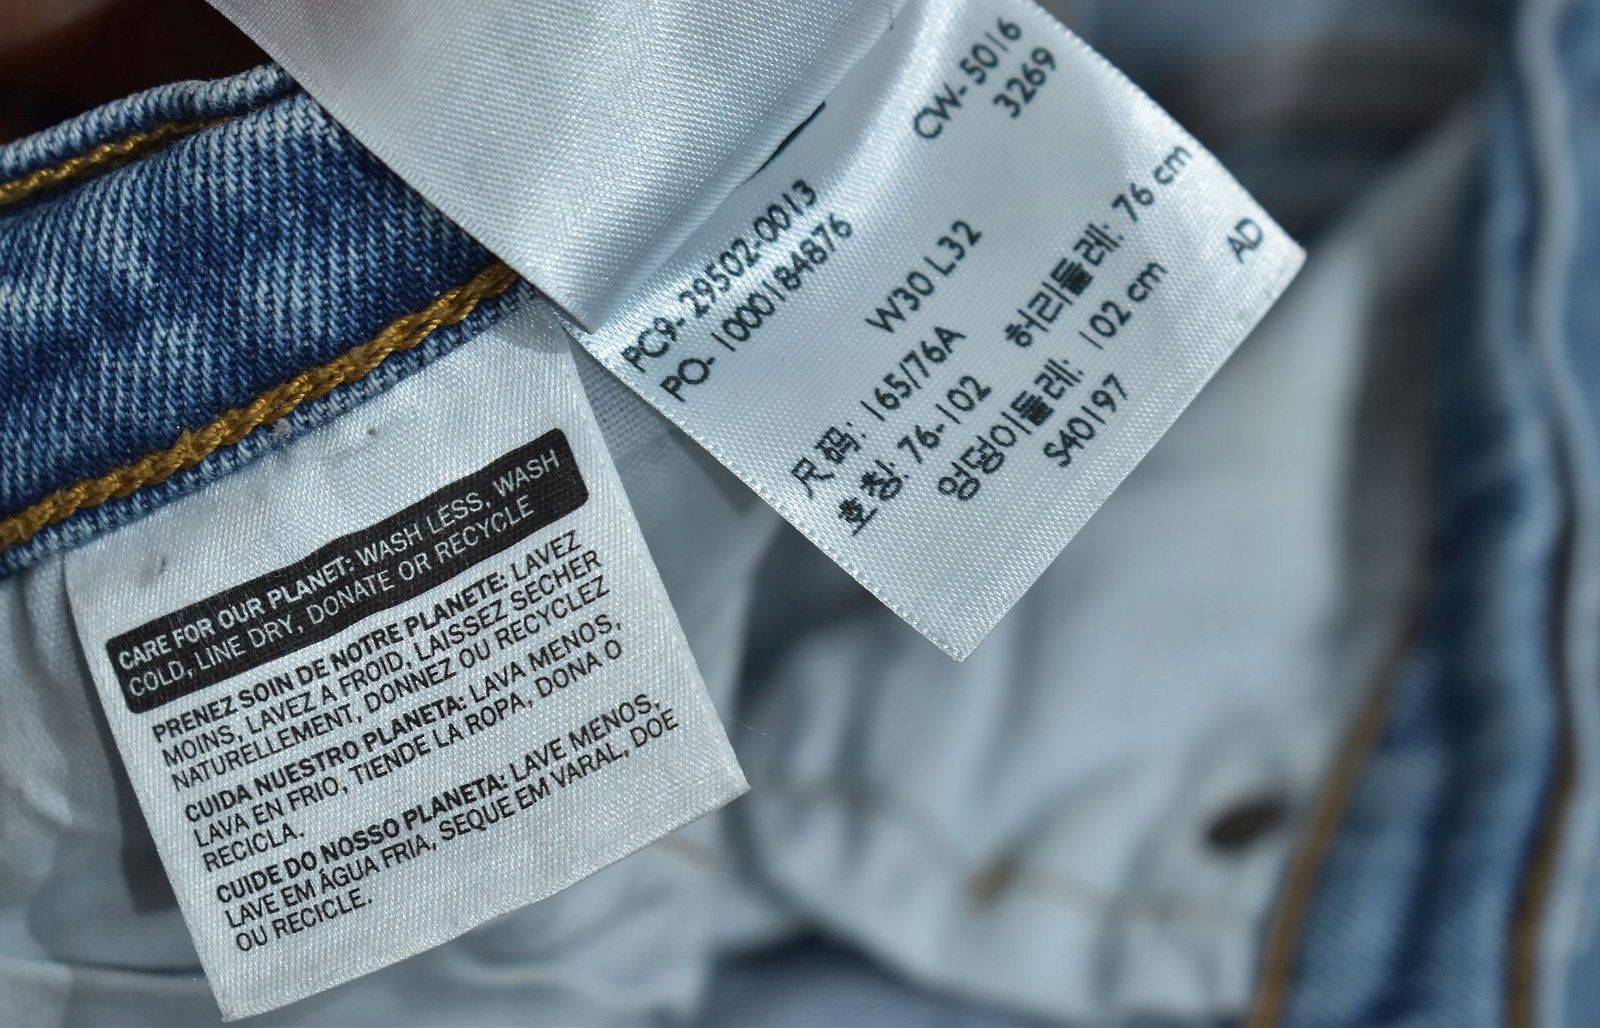 CARE FOR OUR PLANET: WASH LESS, WASH
COLD, LINE DRY, DONATE OR RECYCLE
PRENEZ SOIN DE NOTRE PLANETE: LAVEZ
MOINS, LAVEZ A FROID, LAISSEZ SECHER
NATURELLEMENT, DONNEZ OU RECYCLEZ
CUIDA NUESTRO PLANETA: LAVA MENOS,
LAVA EN FRIO, TIENDE LA ROPA, DONA O
RECICLA.
CUIDE DO NOSSO PLANETA: LAVE MENOS,
LAVE EM ÁGUA FRIA, SEQUE EM VARAL, DOE
OU RECICLE.
CW-5016
3269
PC9-29502-0013
PO-1000184876
W30 L32
尺码: 165/76A
호칭: 76-102
허리둘레: 76 cm
엉덩이둘레: 102 cm
S40197
AD